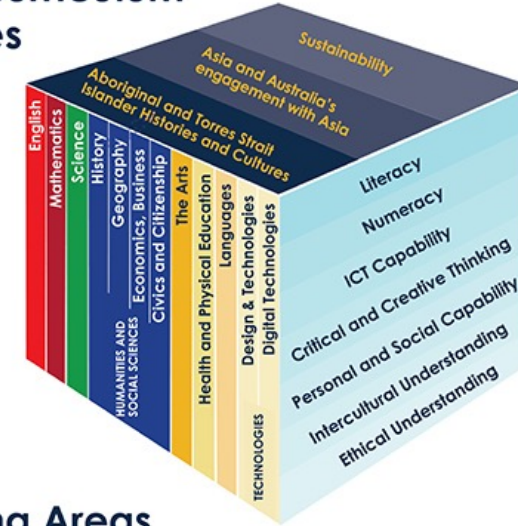 Sustainability
Asia and Australia's
engagement with Asia
Aboriginal and Torres Strait
Islander Histories and Cultures
English
Mathematics
Science
History
Geography
Economics, Business
Civics and Citizenship
HUMANITIES AND
SOCIAL SCIENCES
The Arts
Health and Physical Education
Languages
Design & Technologies
Digital Technologies
TECHNOLOGIES
Literacy
Numeracy
ICT Capability
Critical and Creative Thinking
Personal and Social Capability
Intercultural Understanding
Ethical Understanding
Areas